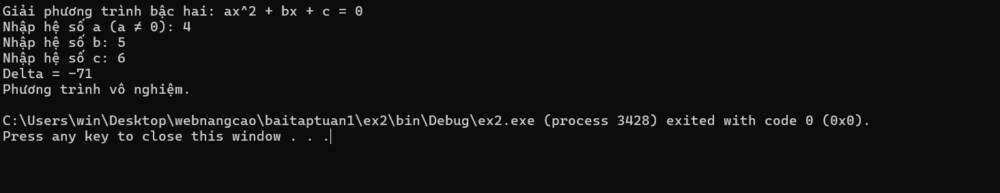 Giải phương trình bậc hai: ax^2 + bx + c = 0
Nhập hệ số a (a ≠ 0): 4
Nhập hệ số b: 5
Nhập hệ số c: 6
Delta = -71
Phương trình vô nghiệm.
C:\Users\win\Desktop\webnangcao\baitaptuan1\ex2\bin\Debug\ex2.exe (process 3428) exited with code 0 (0x0).
Press any key to close this window . . .